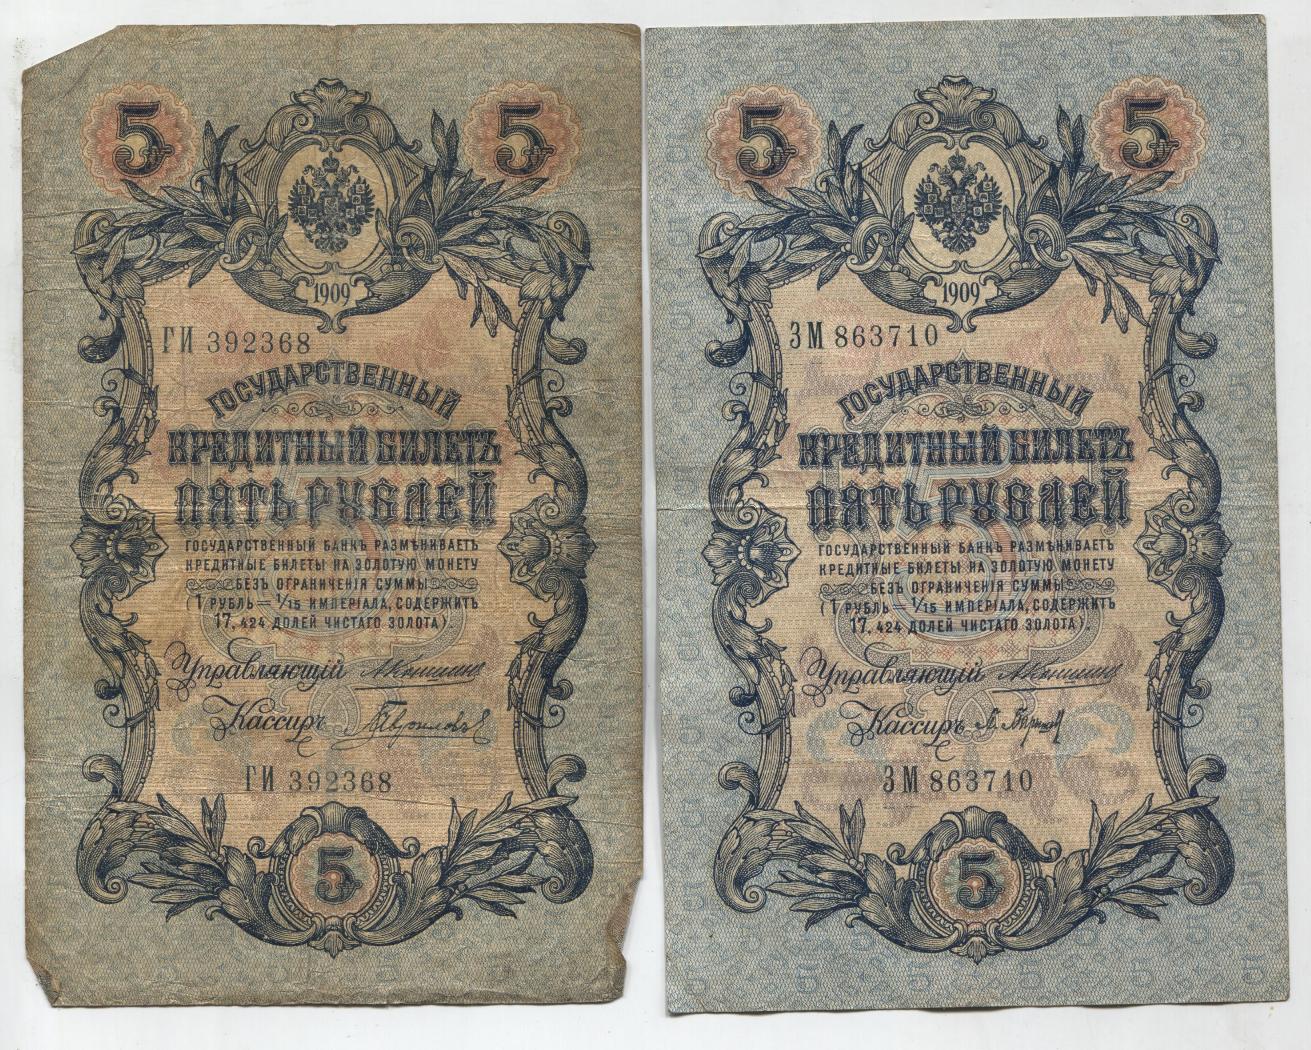 5 5
1909
ГИ 392368
ГОСУДАРСТВЕННЫЙ
КРЕДИТНЫЙ БИЛЕТЪ
ПЯТЬ РУБЛЕЙ
ГОСУДАРСТВЕННЫЙ БАНКЪ РАЗМѢНИВАЕТЪ
КРЕДИТНЫЕ БИЛЕТЫ НА ЗОЛОТУЮ МОНЕТУ
БЕЗЪ ОГРАНИЧЕНІЯ СУММЫ
(1 РУБЛЬ = 1/15 ИМПЕРІАЛА, СОДЕРЖИТЪ
17,424 ДОЛЕЙ ЧИСТАГО ЗОЛОТА).
Управляющій
Кассиръ
ГИ 392368
5
5 5
1909
ЗМ 863710
ГОСУДАРСТВЕННЫЙ
КРЕДИТНЫЙ БИЛЕТЪ
ПЯТЬ РУБЛЕЙ
ГОСУДАРСТВЕННЫЙ БАНКЪ РАЗМѢНИВАЕТЪ
КРЕДИТНЫЕ БИЛЕТЫ НА ЗОЛОТУЮ МОНЕТУ
БЕЗЪ ОГРАНИЧЕНІЯ СУММЫ
(1 РУБЛЬ = 1/15 ИМПЕРІАЛА, СОДЕРЖИТЪ
17,424 ДОЛЕЙ ЧИСТАГО ЗОЛОТА).
Управляющій
Кассиръ
ЗМ 863710
5